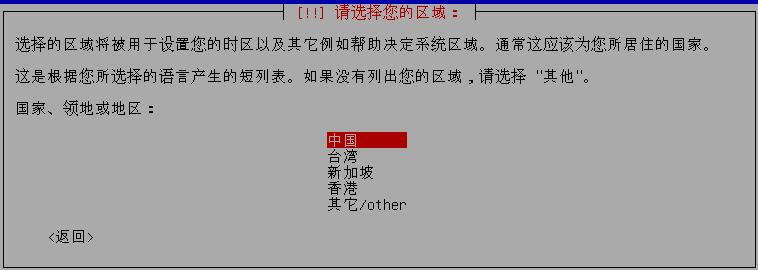 [!!] 请选择您的区域：
选择的区域将被用于设置您的时区以及其它例如帮助决定系统区域。通常这应该为您所居住的国家。
这是根据您所选择的语言产生的短列表。如果没有列出您的区域，请选择 "其他"。
国家、领地或地区：
中国
台湾
新加坡
香港
其它/other
<返回>